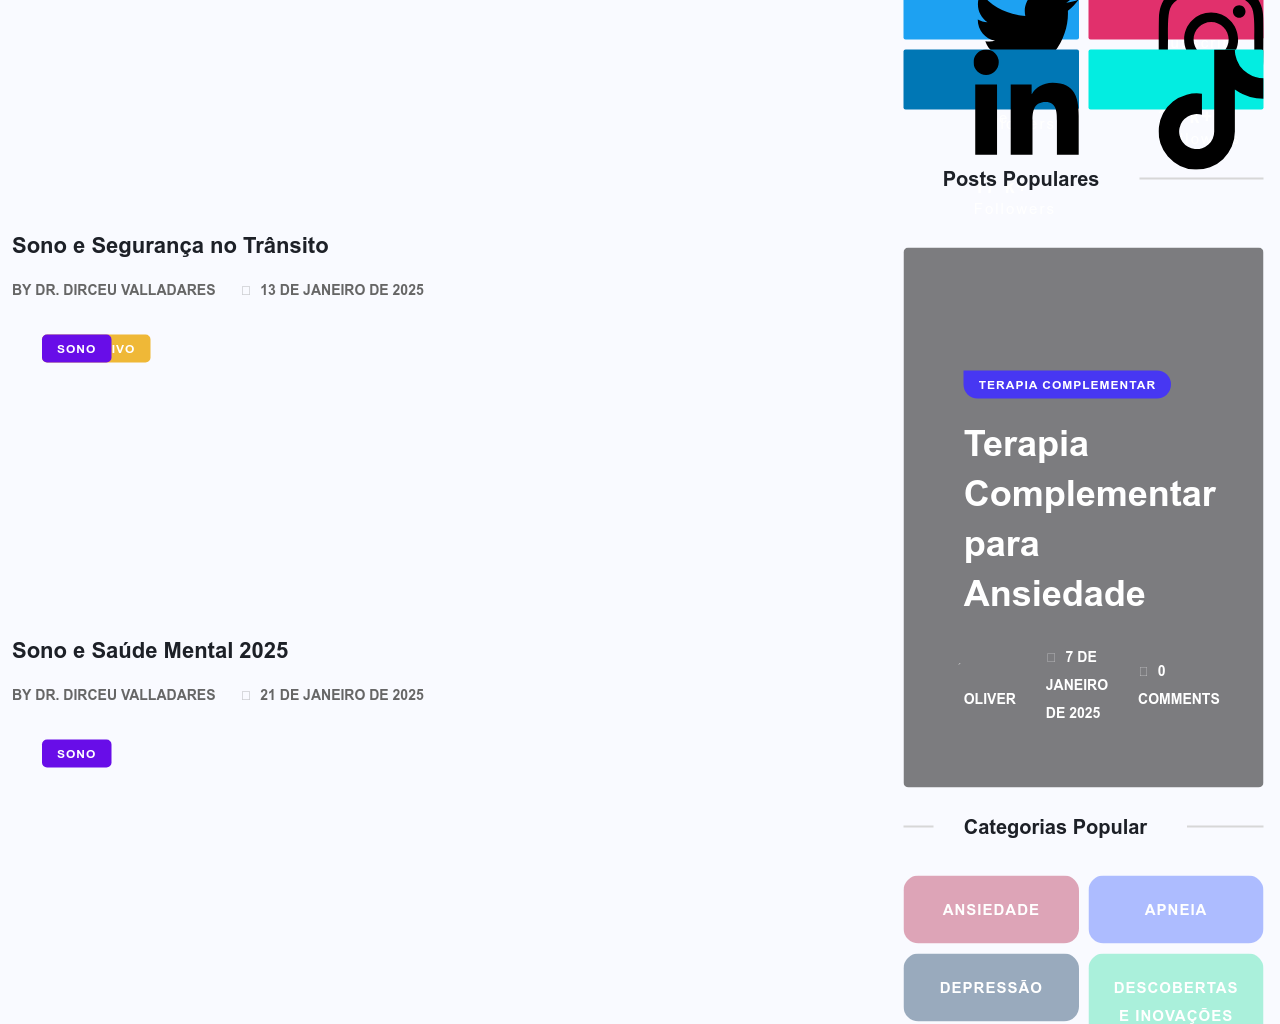 Sono e Segurança no Trânsito
BY DR. DIRCEU VALLADARES 13 DE JANEIRO DE 2025
SONO IVO
Sono e Saúde Mental 2025
BY DR. DIRCEU VALLADARES 21 DE JANEIRO DE 2025
SONO
in
Posts Populares
Followers
TERAPIA COMPLEMENTAR
Terapia
Complementar
para
Ansiedade
OLIVER
7 DE
JANEIRO
DE 2025
0
COMMENTS
Categorias Popular
ANSIEDADE
APNEIA
DEPRESSÃO
DESCOBERTAS
E INOVAÇÕES